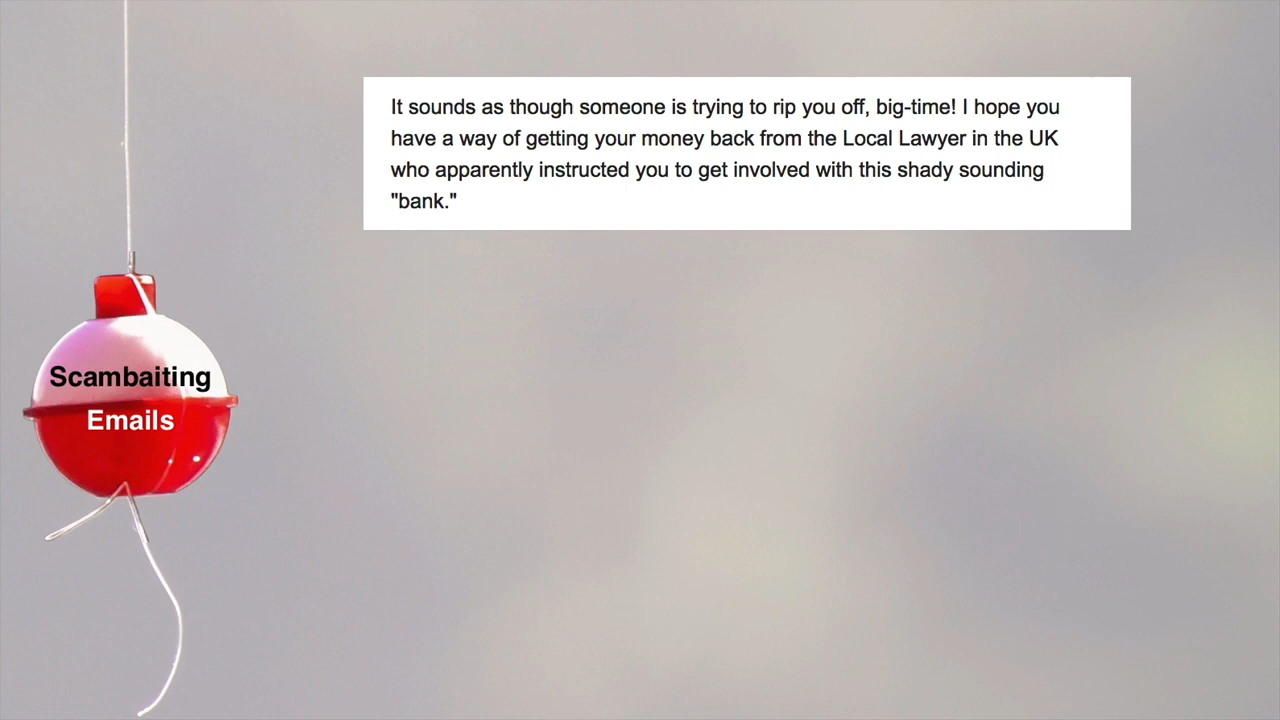 It sounds as though someone is trying to rip you off, big-time! I hope you
have a way of getting your money back from the Local Lawyer in the UK
who apparently instructed you to get involved with this shady sounding
"bank."
Scambaiting
Emails